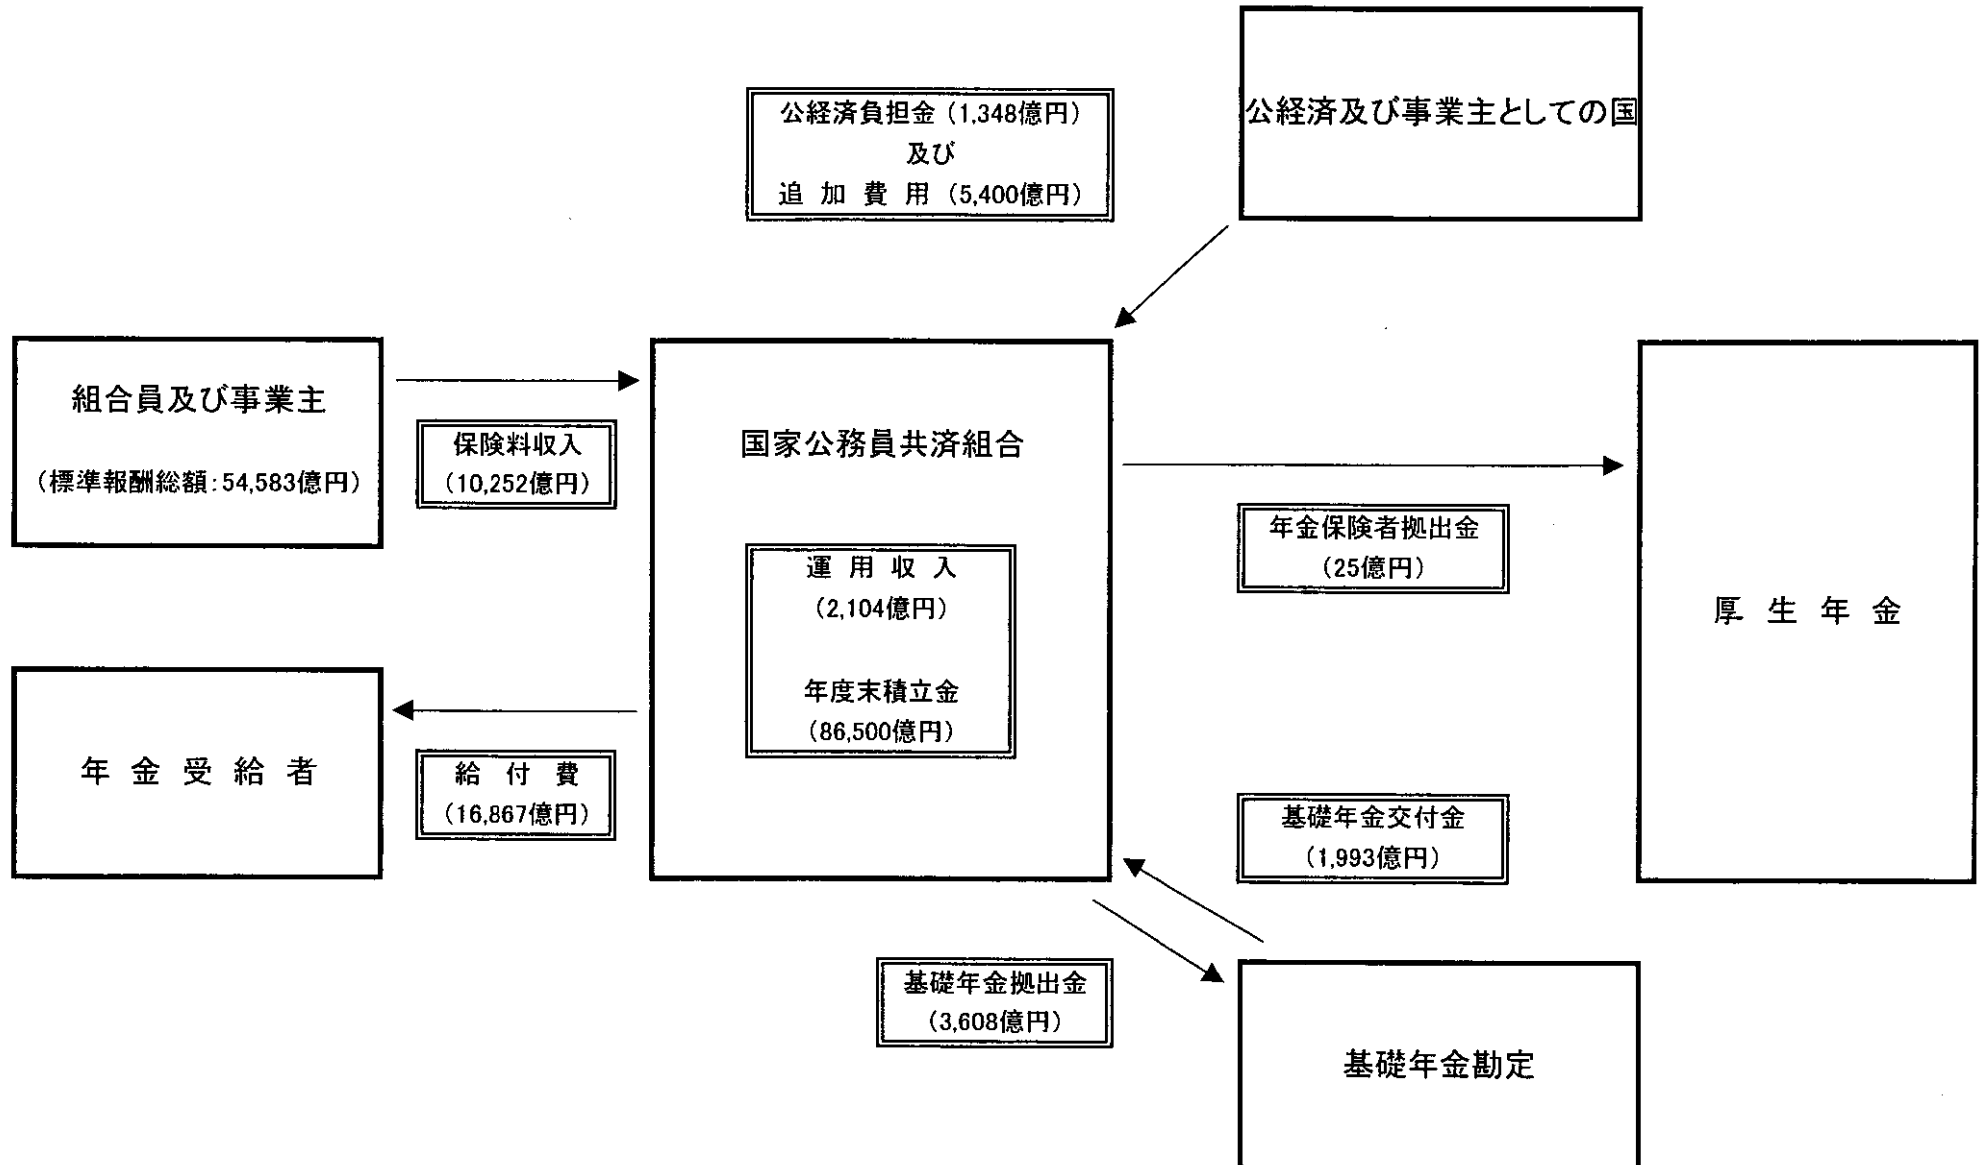 公経済負担金（1,348億円）
及び
追 加 費 用（5,400億円）
公経済及び事業主としての国
組合員及び事業主
（標準報酬総額：54,583億円）
保険料収入
（10,252億円）
国家公務員共済組合
運 用 収 入
（2,104億円）
年度末積立金
（86,500億円）
年金保険者拠出金
（25億円）
厚 生 年 金
年 金 受 給 者
給 付 費
（16,867億円）
基礎年金交付金
（1,993億円）
基礎年金拠出金
（3,608億円）
基礎年金勘定